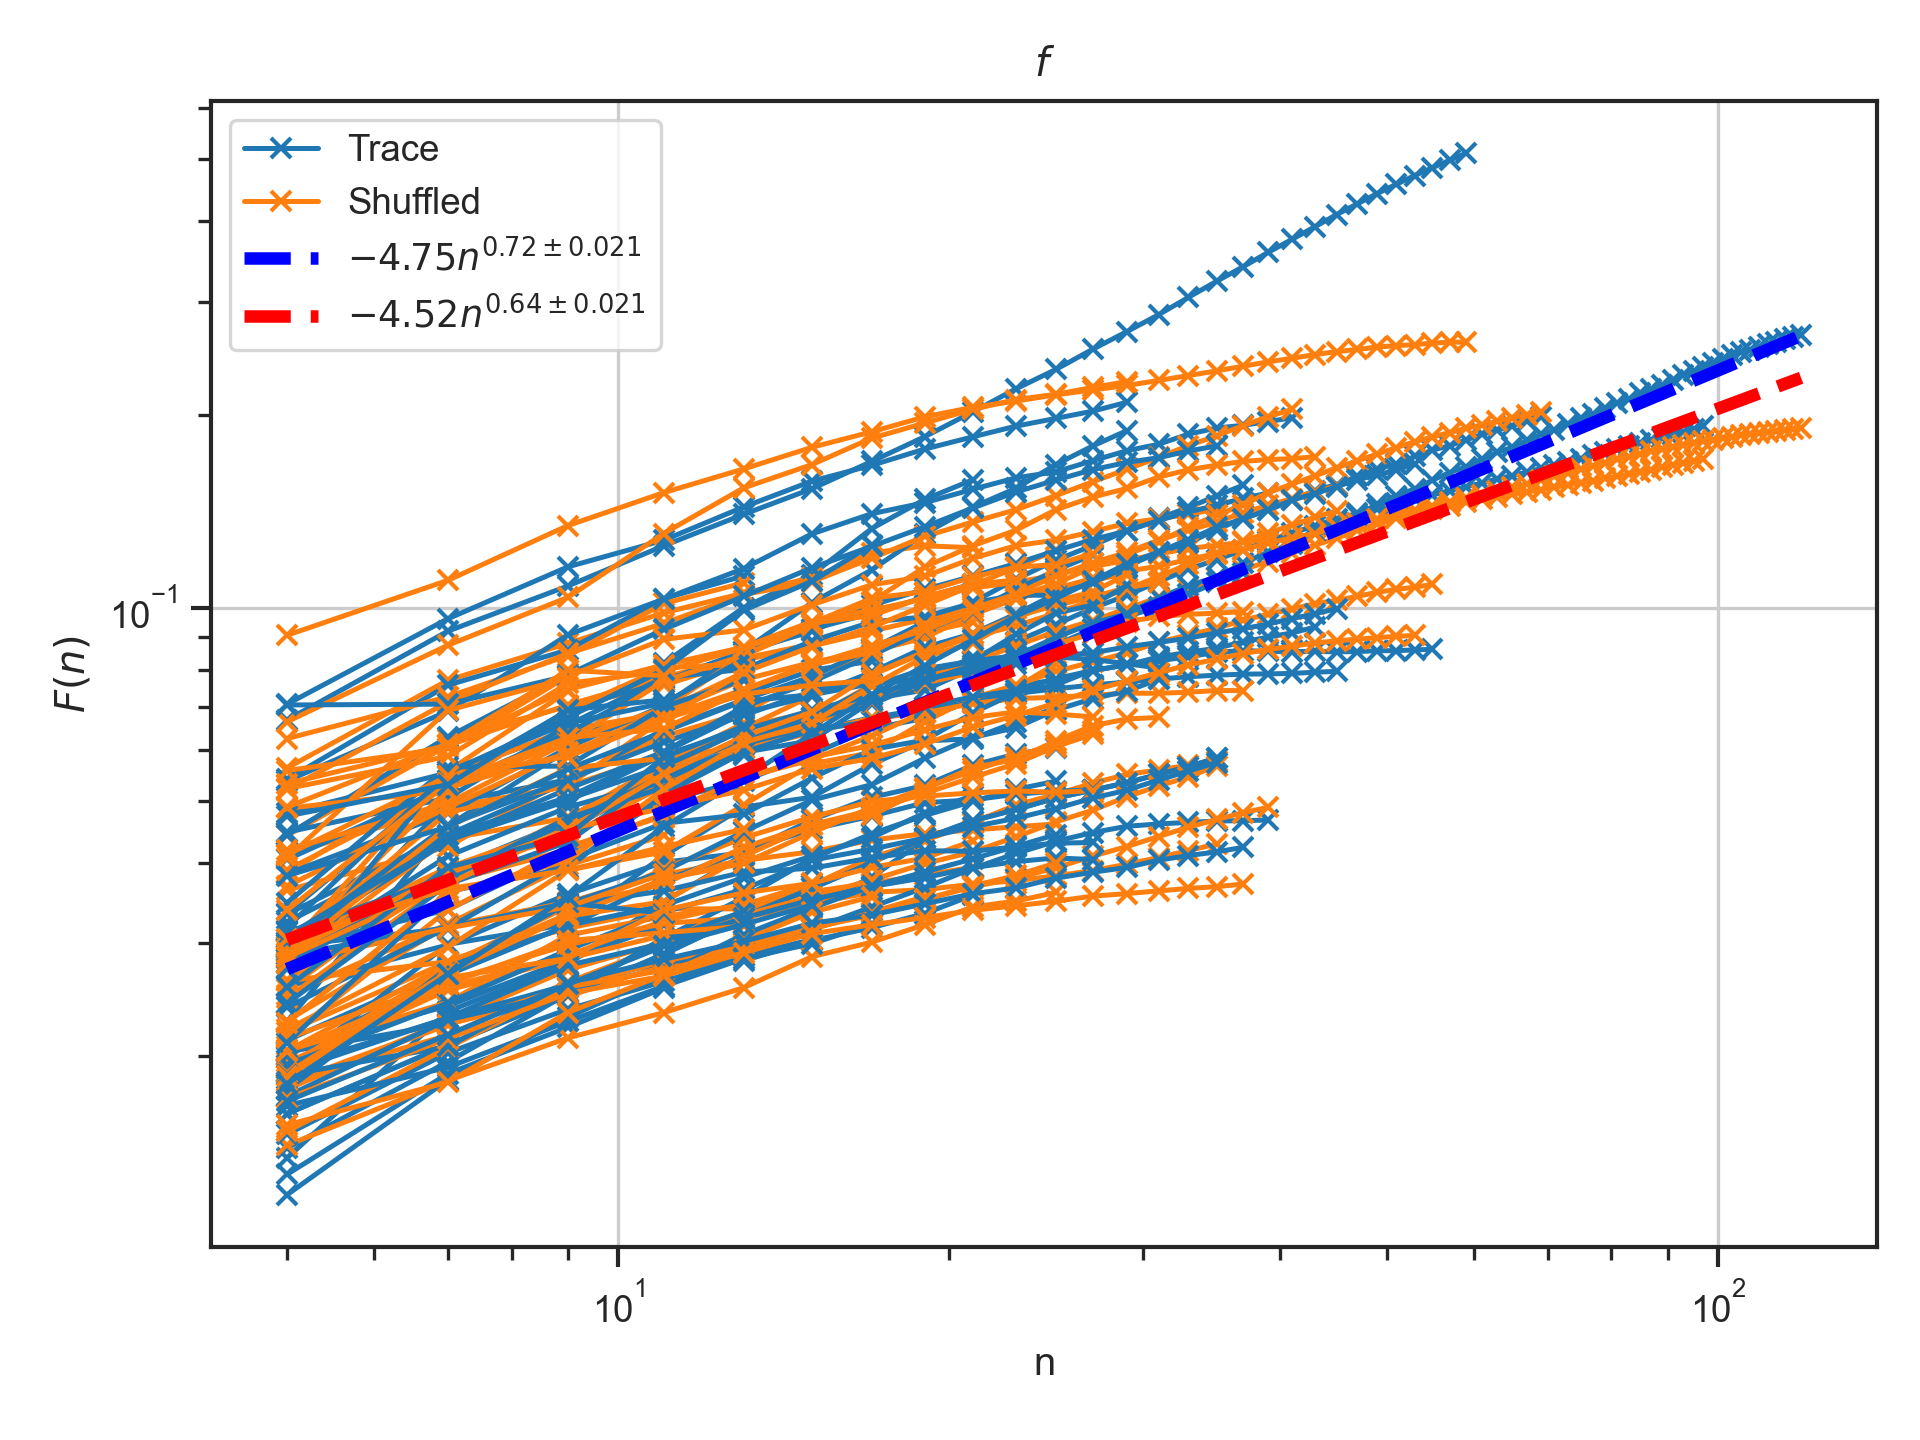 f
Trace
Shuffled
−4.75n^{0.72±0.021}
−4.52n^{0.64±0.021}
10^{−1}
F(n)
10^{1}
10^{2}
n